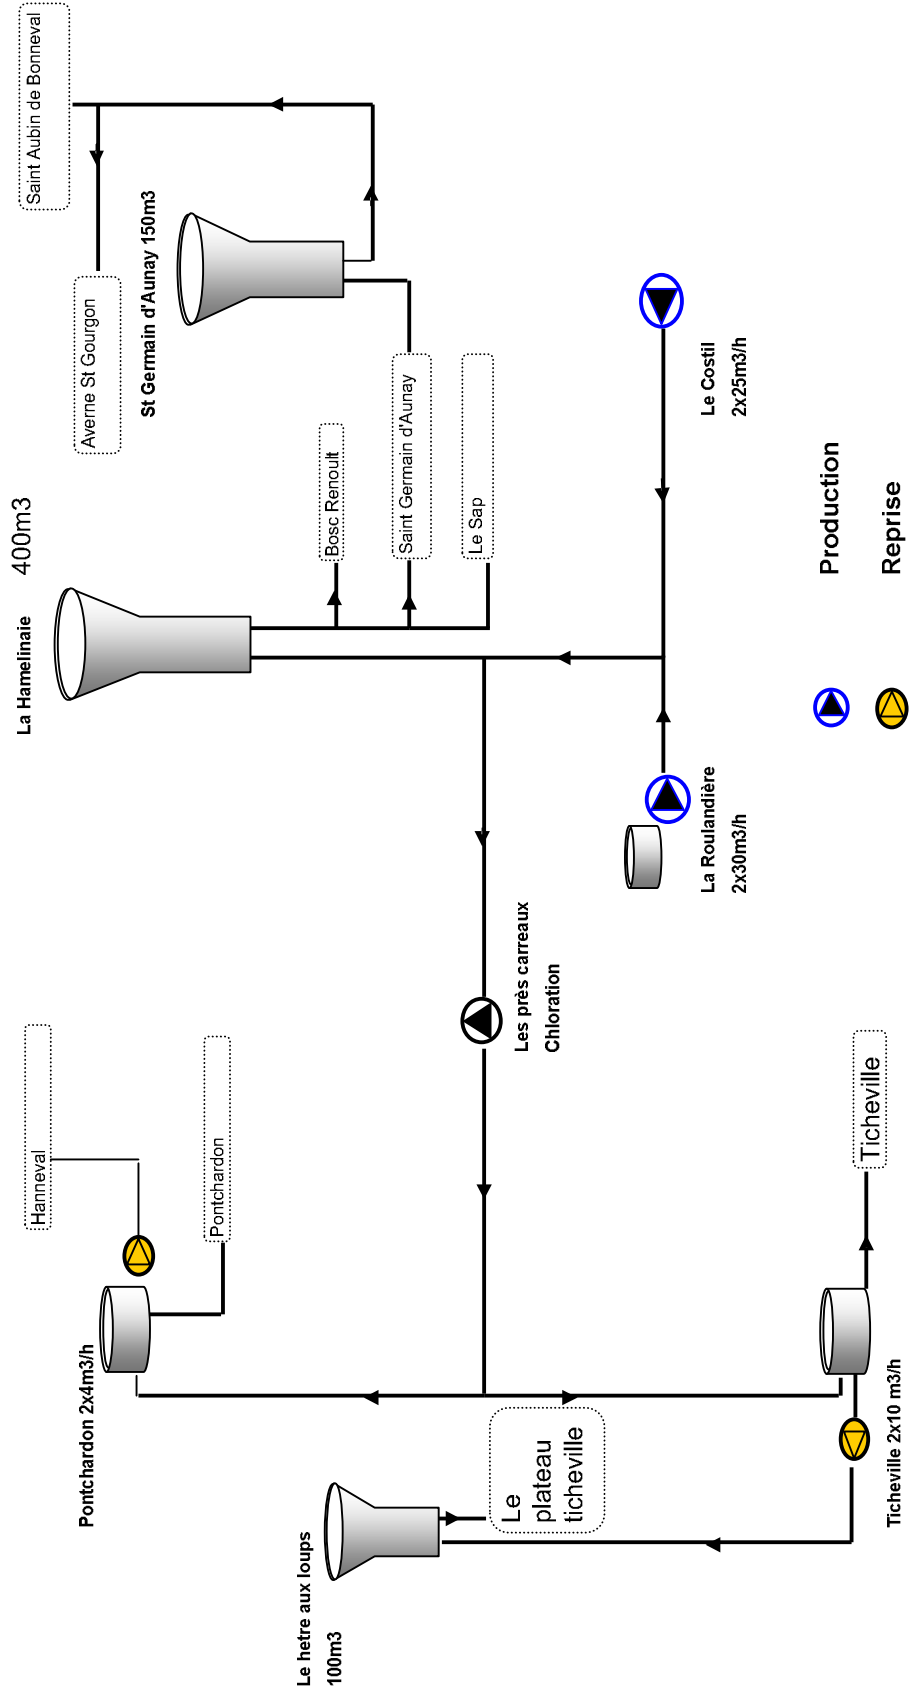 Le hetre aux loups
100m3
Pontchardon 2x4m3/h
Hanneval
Pontchardon
Le
plateau
ticheville
Ticheville 2x10 m3/h
Ticheville
Les près carreaux
Chloration
La Hamelinaie
400m3
La Roulandière
2x30m3/h
Bosc Renoult
Saint Germain d'Aunay
Le Sap
Le Costil
2x25m3/h
St Germain d'Aunay 150m3
Averne St Gourgon
Saint Aubin de Bonneval
Production
Reprise